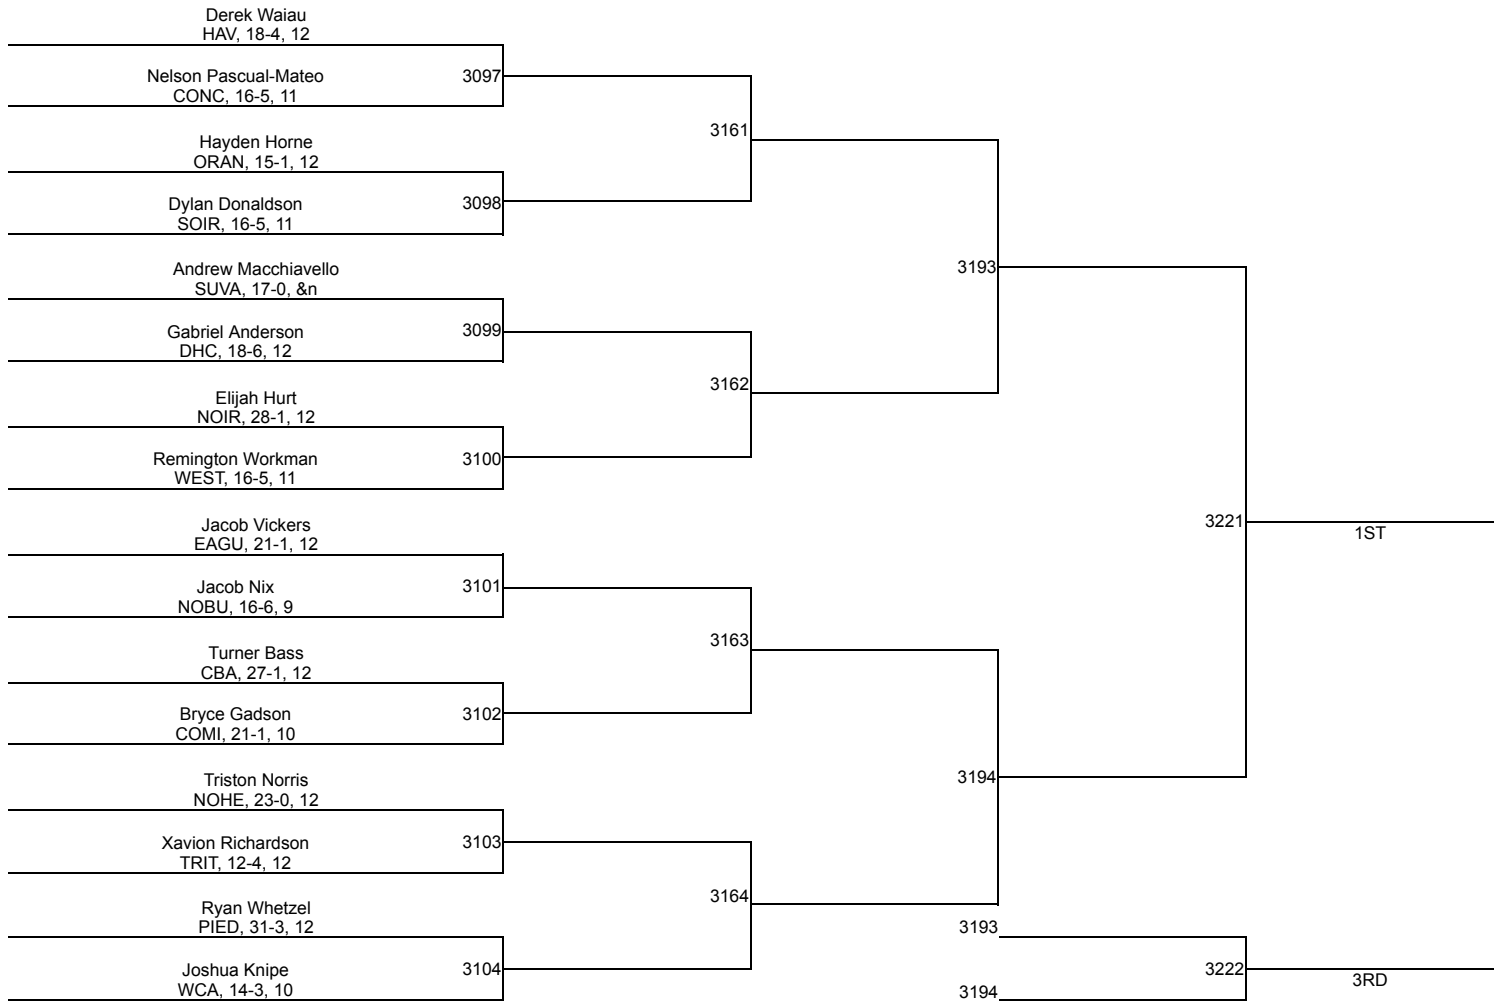 Derek Waiau
HAV, 18-4, 12
Nelson Pascual-Mateo
CONC, 16-5, 11
3097
3161
Hayden Horne
ORAN, 15-1, 12
Dylan Donaldson
SOIR, 16-5, 11
3098
3193
Andrew Macchiavello
SUVA, 17-0, &n
Gabriel Anderson
DHC, 18-6, 12
3099
3162
Elijah Hurt
NOIR, 28-1, 12
Remington Workman
WEST, 16-5, 11
3100
3221
1ST
Jacob Vickers
EAGU, 21-1, 12
Jacob Nix
NOBU, 16-6, 9
3101
3163
Turner Bass
CBA, 27-1, 12
Bryce Gadson
COMI, 21-1, 10
3102
3194
Triston Norris
NOHE, 23-0, 12
Xavion Richardson
TRIT, 12-4, 12
3103
3164
Ryan Whetzel
PIED, 31-3, 12
3193
Joshua Knipe
WCA, 14-3, 10
3104
3222
3RD
3194